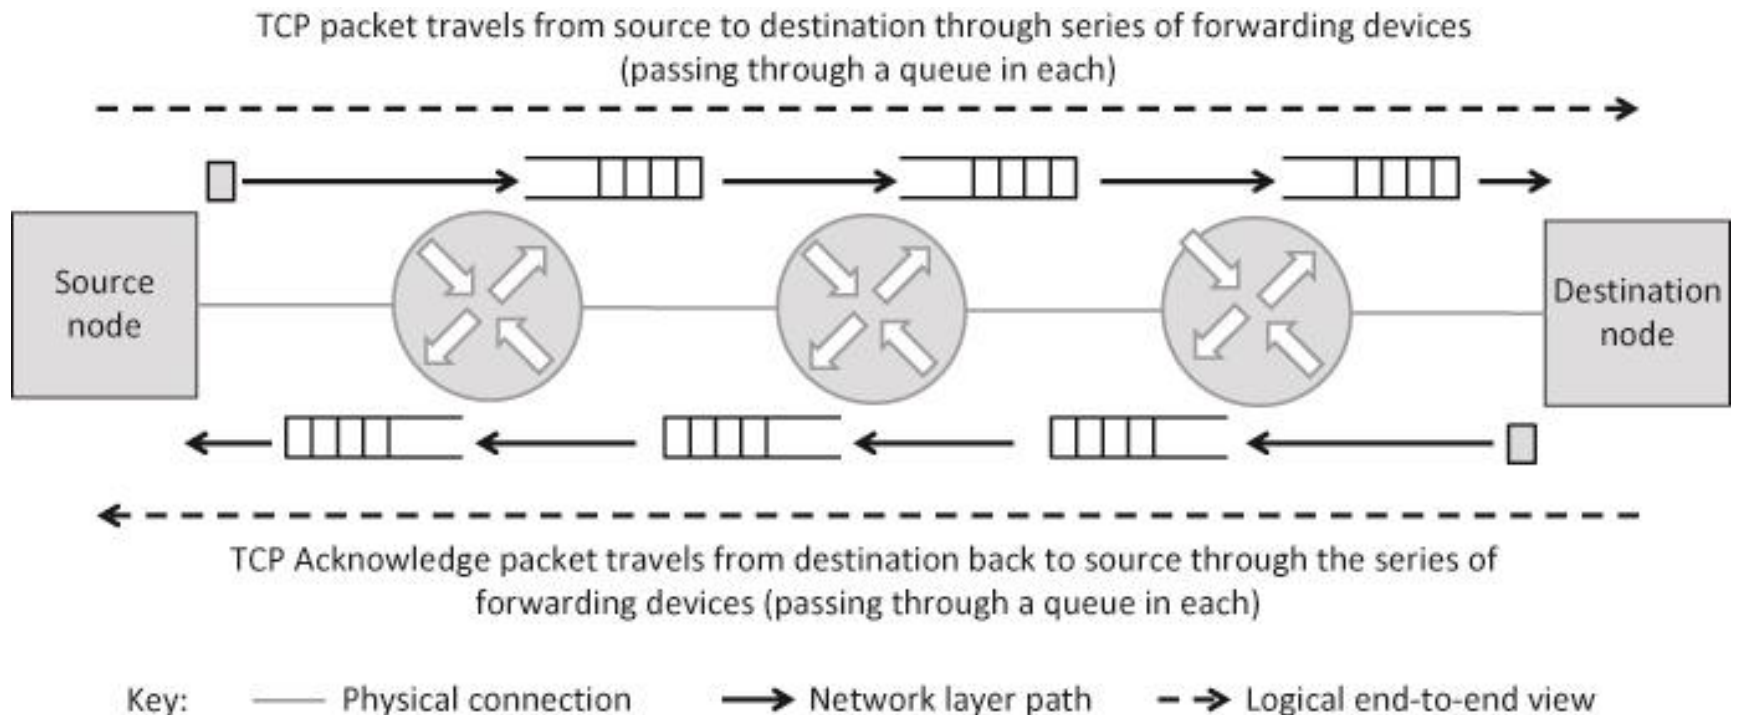 TCP packet travels from source to destination through series of forwarding devices
(passing through a queue in each)
Source
node
Destination
node
TCP Acknowledge packet travels from destination back to source through the series of
forwarding devices (passing through a queue in each)
Key: Physical connection Network layer path Logical end-to-end view